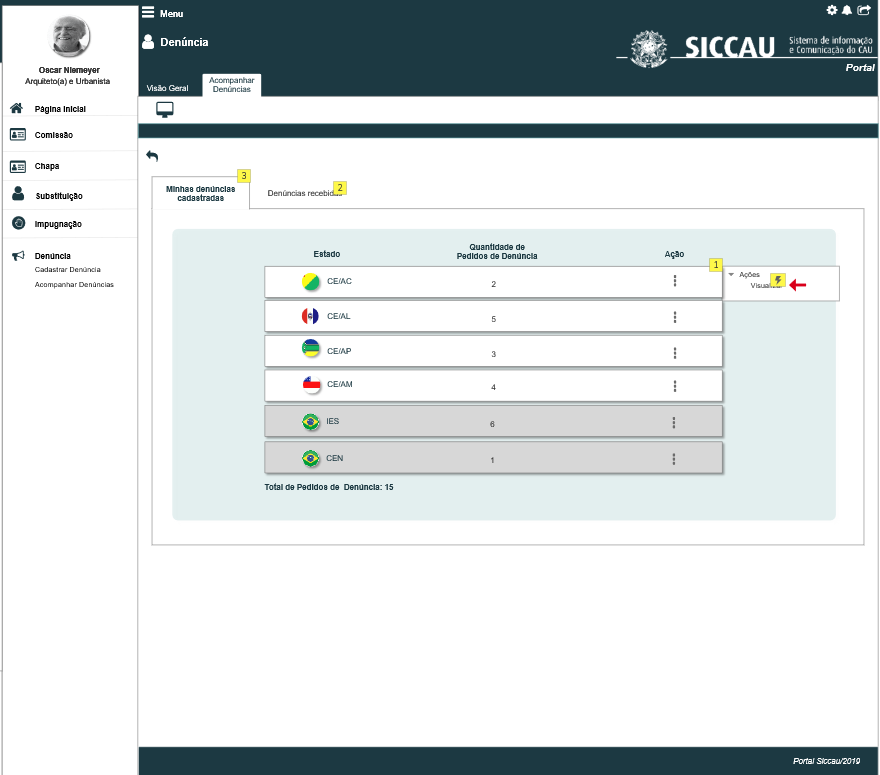 Menu
Denúncia
SICCAU
Sistema de informação
e Comunicação do CAU
Portal
Visão Geral
Acompanhar
Denúncias
Oscar Niemeyer
Arquiteto(a) e Urbanista
Página Inicial
Comissão
Chapa
Substituição
Impugnação
Denúncia
Cadastrar Denúncia
Acompanhar Denúncias
3
Minhas denúncias
cadastradas
2
Denúncias recebidas
Estado
Quantidade de
Pedidos de Denúncia
Ação
1
CE/AC 2
Ações
Visualizar
CE/AL 5
CE/AP 3
CE/AM 4
IES 6
CEN 1
Total de Pedidos de Denúncia: 15
Portal Siccau/2019